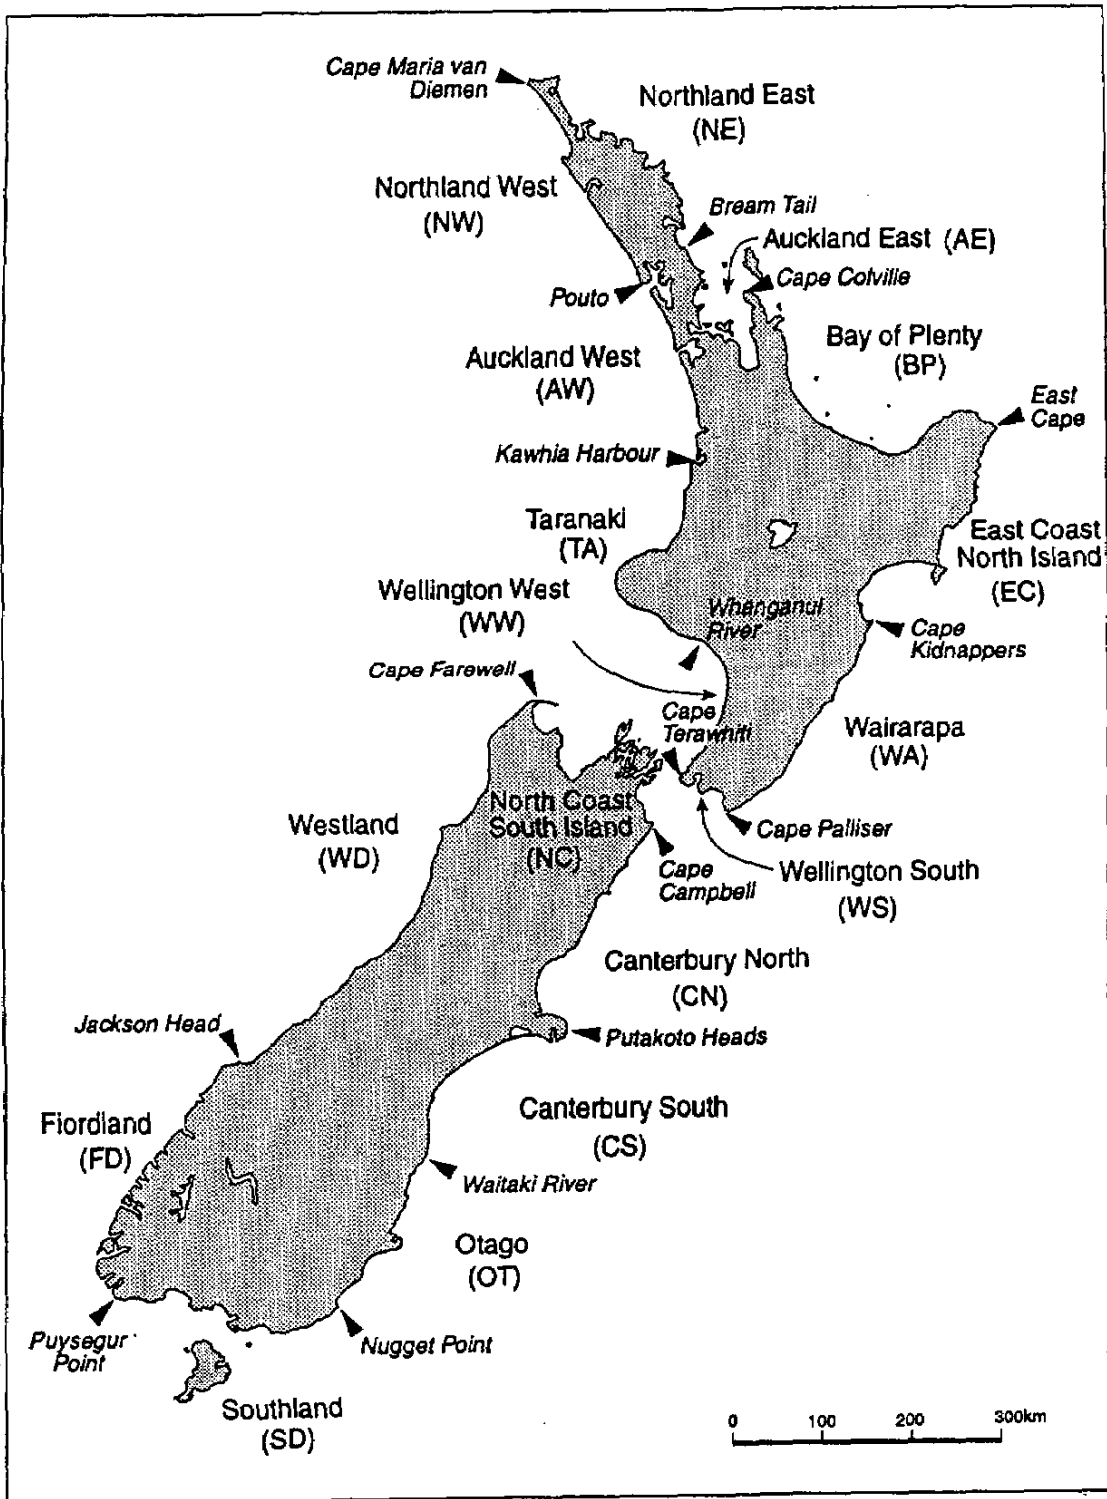 Cape Maria van
Diemen
Northland East
(NE)
Northland West
(NW)
Bream Tail
Auckland East (AE)
Cape Colville
Pouto
Bay of Plenty
(BP)
Auckland West
(AW)
East
Cape
Kawhia Harbour
Taranaki
(TA)
East Coast
North Island
(EC)
Wellington West
(WW)
Whanganui
River
Cape
Kidnappers
Cape Farewell
Cape
Terawhiti
Wairarapa
(WA)
North Coast
South Island
(NC)
Westland
(WD)
Cape Palliser
Cape
Campbell
Wellington South
(WS)
Canterbury North
(CN)
Jackson Head
Putakoto Heads
Fiordland
(FD)
Canterbury South
(CS)
Waitaki River
Otago
(OT)
Puysegur
Point
Nugget Point
Southland
(SD)
0 100 200 300km